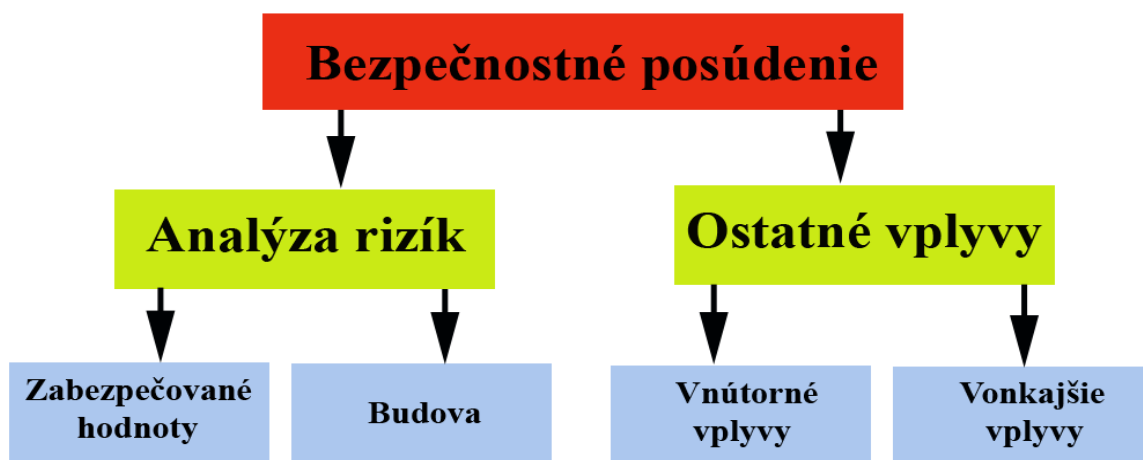 Bezpečnostné posúdenie
Analýza rizík
Ostatné vplyvy
Zabezpečované
hodnoty
Budova
Vnútorné
vplyvy
Vonkajšie
vplyvy